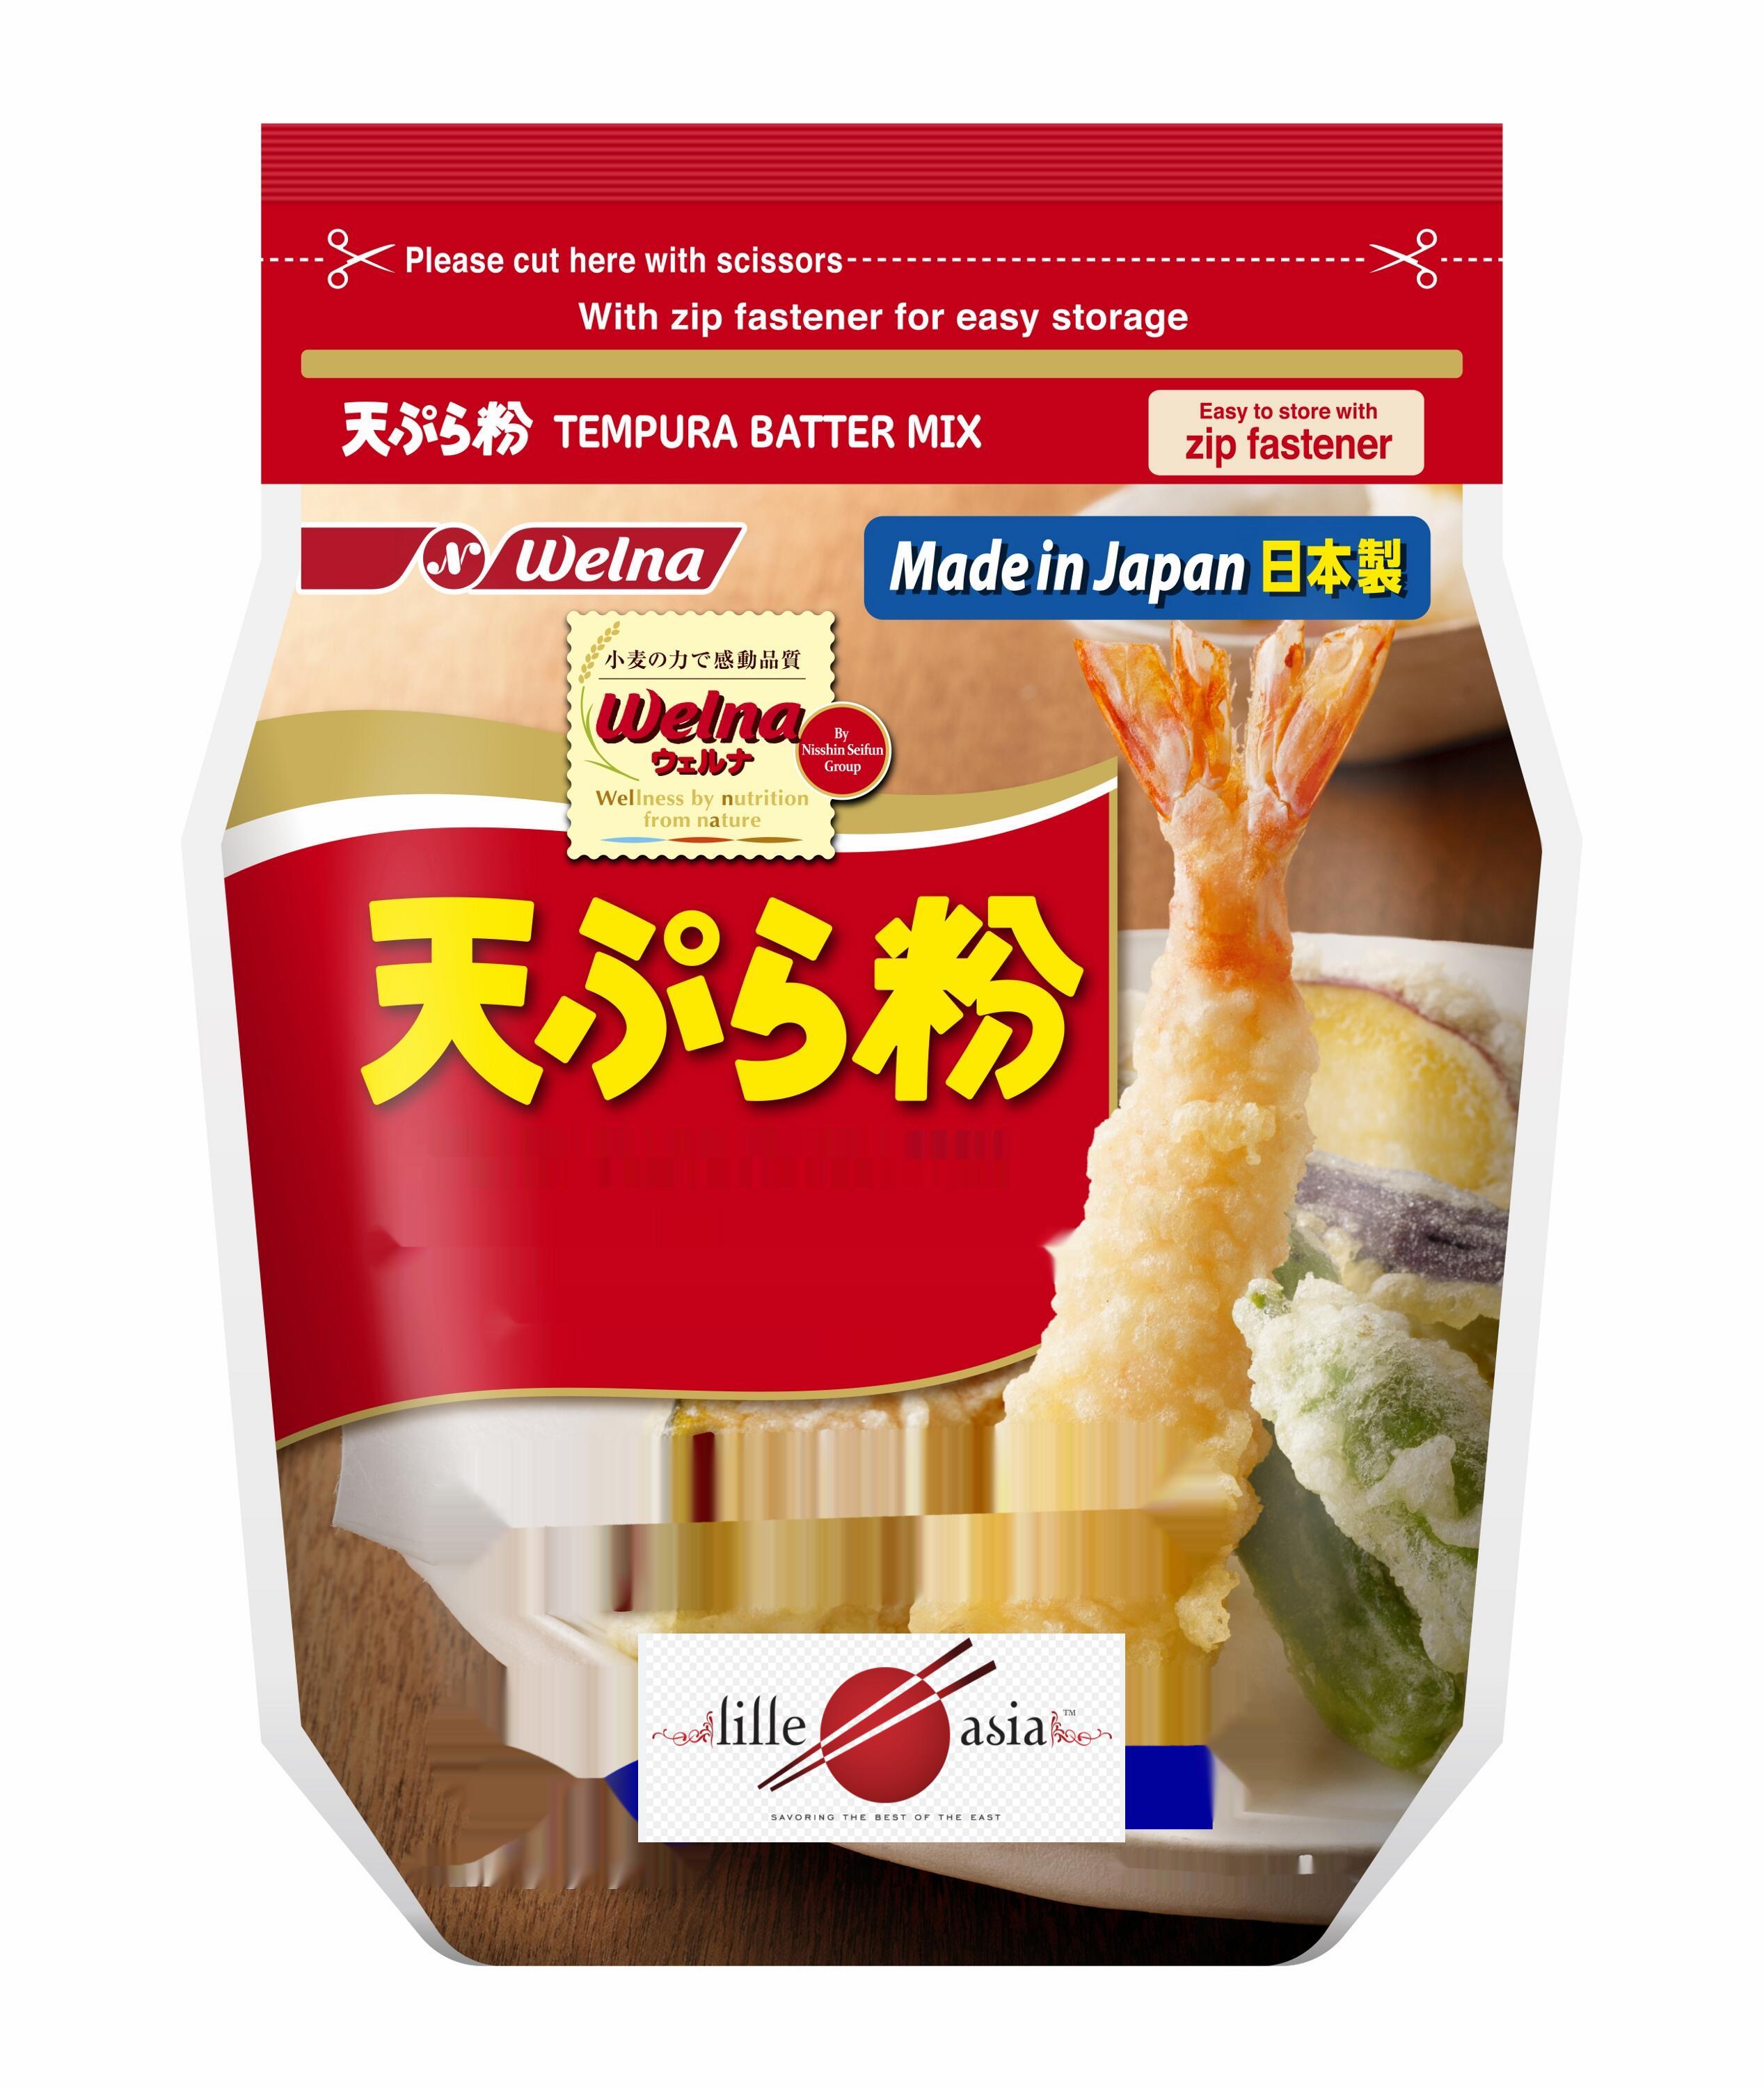 Please cut here with scissors
With zip fastener for easy storage
天ぷら粉 TEMPURA BATTER MIX
Easy to store with
zip fastener
N Welna
Made in Japan 日本製
小麦の力で感動品質
Welna
ウェルナ
By
Nisshin Seifun
Group
Wellness by nutrition
from nature
天ぷら粉
lille asia™
SAVORING THE BEST OF THE EAST